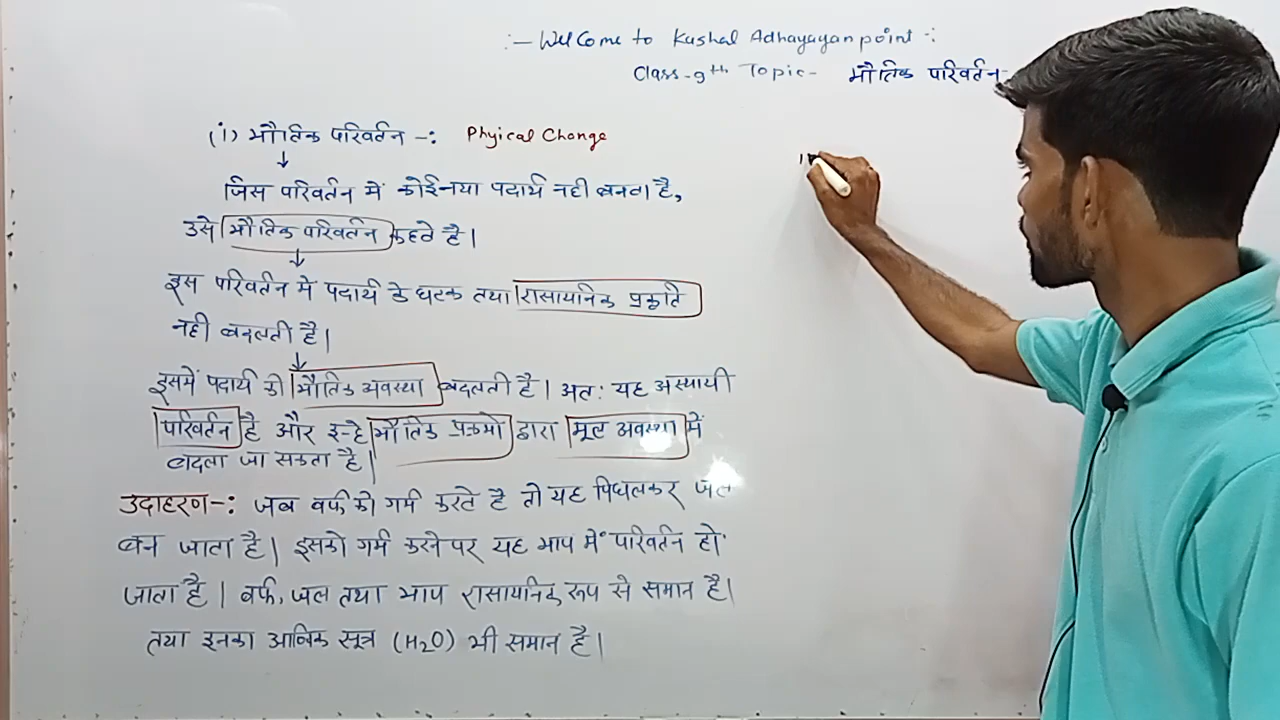 :- Welcome to Kushal Adhayayan point -:
Class-9th Topic- भौतिक परिवर्तन-
(i) भौतिक परिवर्तन -: Phyical Change
↓
जिस परिवर्तन में कोई नया पदार्थ नही बनता है,
उसे भौतिक परिवर्तन कहते है।
↓
इस परिवर्तन में पदार्थ के घटक तथा रासायनिक प्रकृति
नही बदलती है।
↓
इसमें पदार्थ की भौतिक अवस्था बदलती है। अतः यह अस्थायी
परिवर्तन है और इन्हे भौतिक प्रक्रमो द्वारा मूल अवस्था में
बदला जा सकता है।
उदाहरण-: जब बर्फ को गर्म करते है तो यह पिघलकर जल
बन जाता है। इसको गर्म करने पर यह भाप में परिवर्तन हो
जाता है। बर्फ, जल तथा भाप रासायनिक रूप से समान है।
तथा इनका आन्विक सूत्र (H2O) भी समान है।